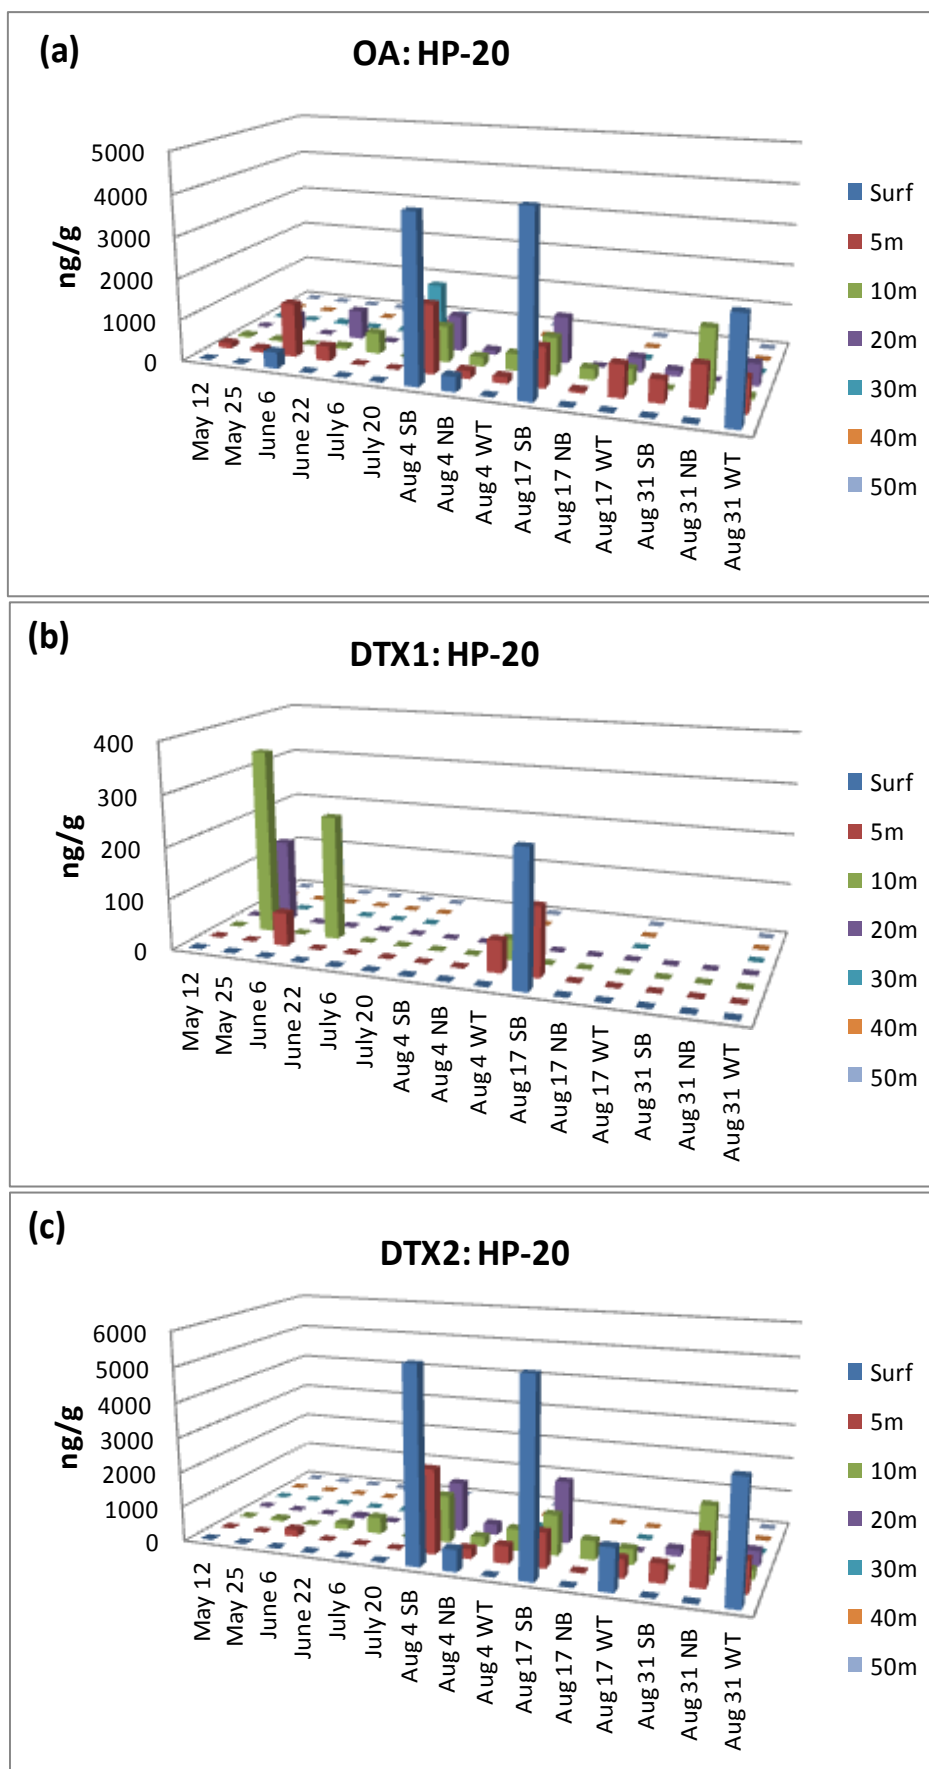 (a)
OA: HP-20
5000
4000
3000
2000
1000
0
ng/g
May 12
May 25
June 6
June 22
July 6
July 20
Aug 4 SB
Aug 4 NB
Aug 4 WT
Aug 17 SB
Aug 17 NB
Aug 17 WT
Aug 31 SB
Aug 31 NB
Aug 31 WT
Surf
5m
10m
20m
30m
40m
50m
(b)
DTX1: HP-20
400
300
200
100
0
ng/g
May 12
May 25
June 6
June 22
July 6
July 20
Aug 4 SB
Aug 4 NB
Aug 4 WT
Aug 17 SB
Aug 17 NB
Aug 17 WT
Aug 31 SB
Aug 31 NB
Aug 31 WT
Surf
5m
10m
20m
30m
40m
50m
(c)
DTX2: HP-20
6000
5000
4000
3000
2000
1000
0
ng/g
May 12
May 25
June 6
June 22
July 6
July 20
Aug 4 SB
Aug 4 NB
Aug 4 WT
Aug 17 SB
Aug 17 NB
Aug 17 WT
Aug 31 SB
Aug 31 NB
Aug 31 WT
Surf
5m
10m
20m
30m
40m
50m